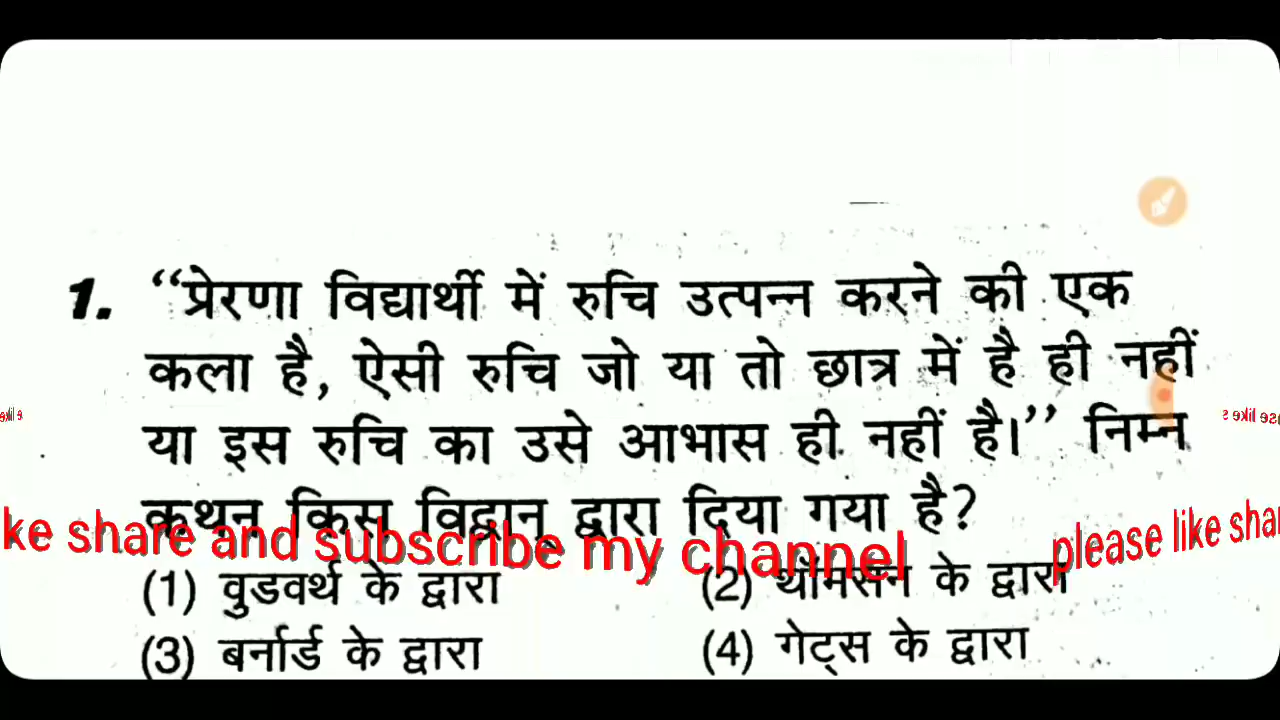 1. “प्रेरणा विद्यार्थी में रुचि उत्पन्न करने की एक
कला है, ऐसी रुचि जो या तो छात्र में है ही नहीं
या इस रुचि का उसे आभास ही नहीं है।” निम्न
कथन किस विद्वान् द्वारा दिया गया है?
ke share and subscribe my channel
please like shar
(1) वुडवर्थ के द्वारा (2) थॉमसन के द्वारा
(3) बर्नार्ड के द्वारा (4) गेट्स के द्वारा